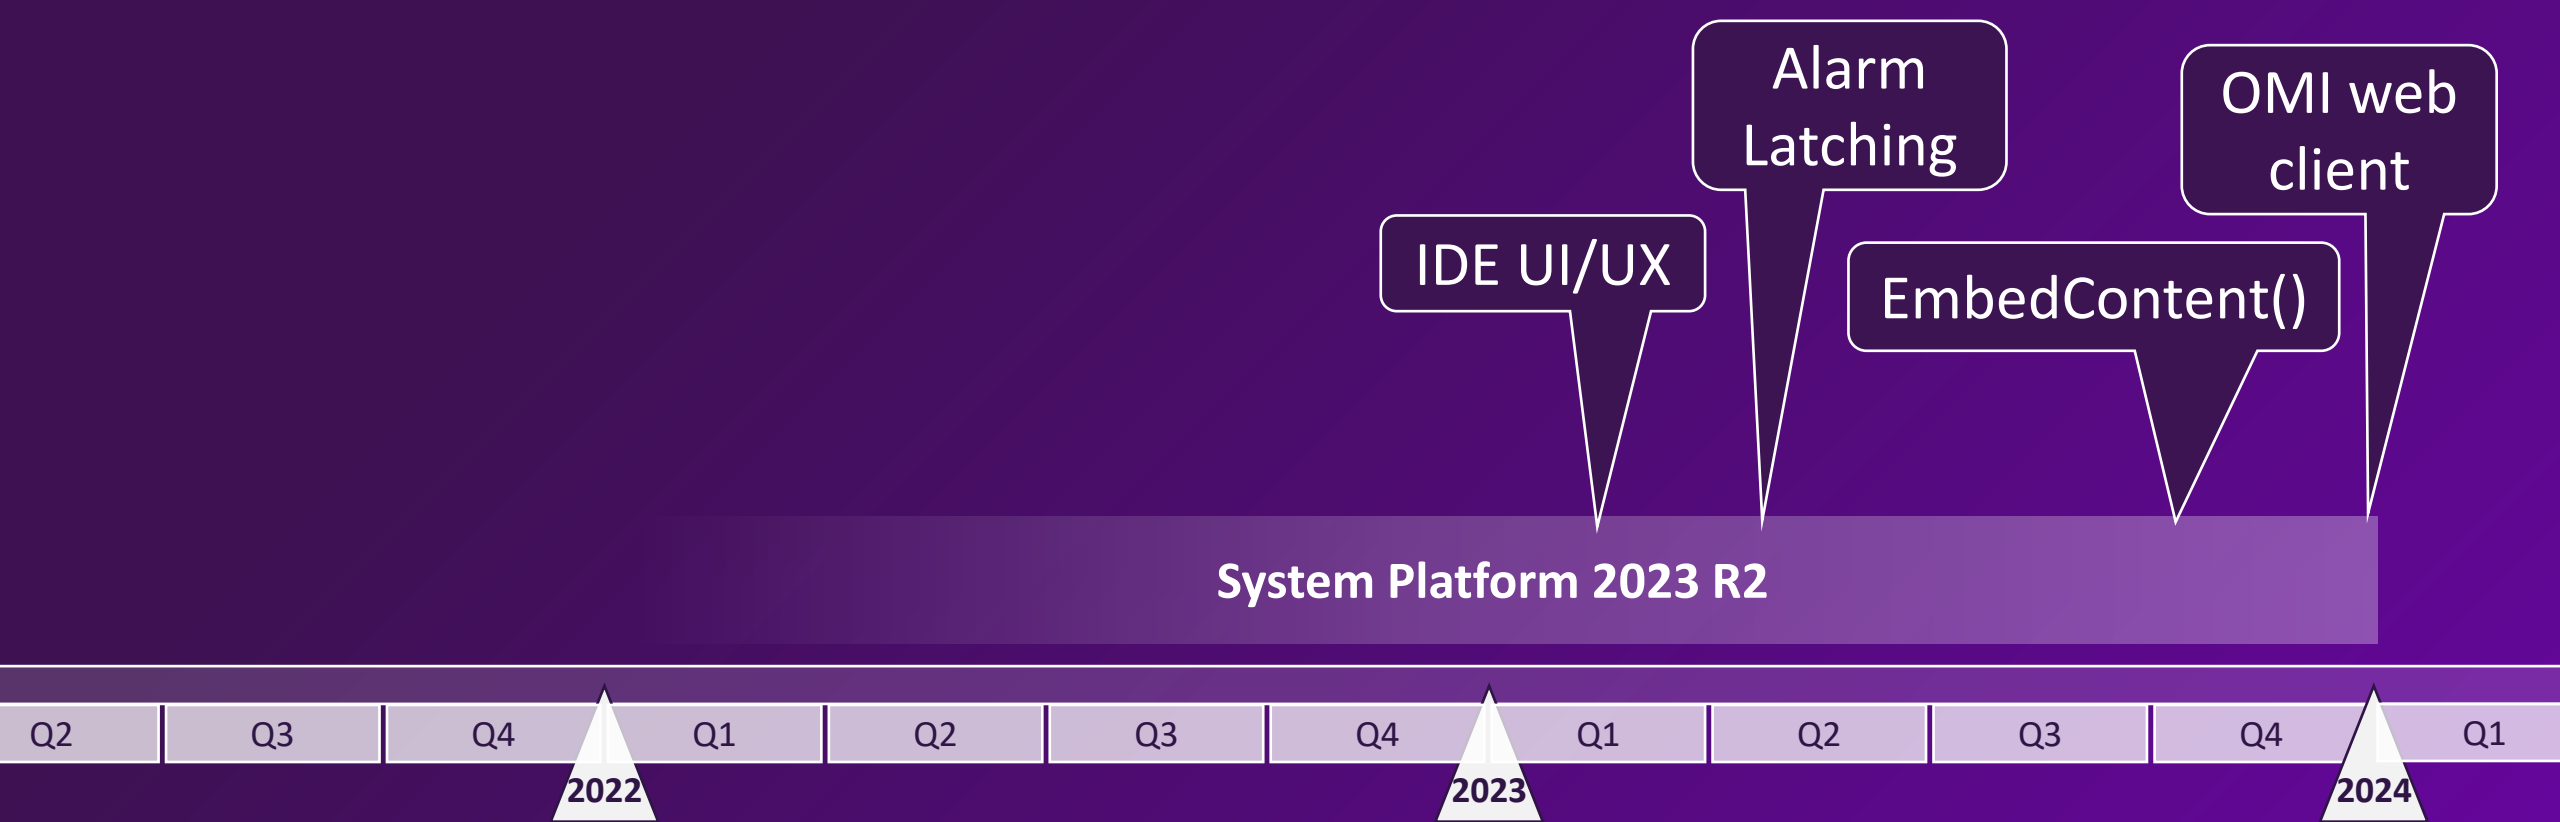 Alarm
Latching
OMI web
client
IDE UI/UX
EmbedContent()
System Platform 2023 R2
Q2 Q3 Q4 Q1 Q2 Q3 Q4 Q1 Q2 Q3 Q4 Q1
2022 2023 2024